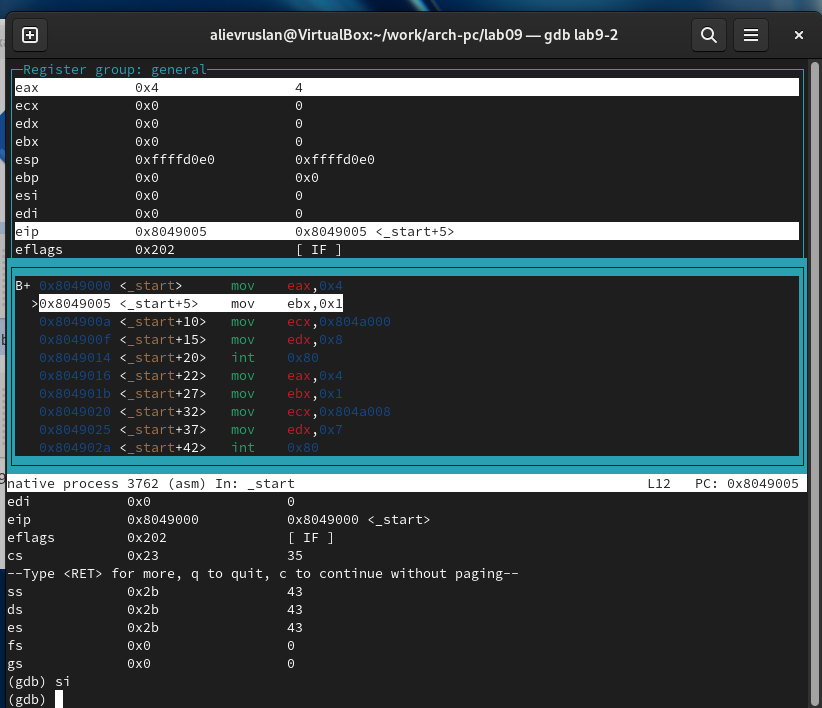 alievruslan@VirtualBox:~/work/arch-pc/lab09 — gdb lab9-2
Register group: general
eax 0x4 4
ecx 0x0 0
edx 0x0 0
ebx 0x0 0
esp 0xffffd0e0 0xffffd0e0
ebp 0x0 0x0
esi 0x0 0
edi 0x0 0
eip 0x8049005 0x8049005 <_start+5>
eflags 0x202 [ IF ]
B+ 0x8049000 <_start> mov eax,0x4
>0x8049005 <_start+5> mov ebx,0x1
0x804900a <_start+10> mov ecx,0x804a000
0x804900f <_start+15> mov edx,0x8
0x8049014 <_start+20> int 0x80
0x8049016 <_start+22> mov eax,0x4
0x804901b <_start+27> mov ebx,0x1
0x8049020 <_start+32> mov ecx,0x804a008
0x8049025 <_start+37> mov edx,0x7
0x804902a <_start+42> int 0x80
native process 3762 (asm) In: _start L12 PC: 0x8049005
edi 0x0 0
eip 0x8049000 0x8049000 <_start>
eflags 0x202 [ IF ]
cs 0x23 35
--Type <RET> for more, q to quit, c to continue without paging--
ss 0x2b 43
ds 0x2b 43
es 0x2b 43
fs 0x0 0
gs 0x0 0
(gdb) si
(gdb)